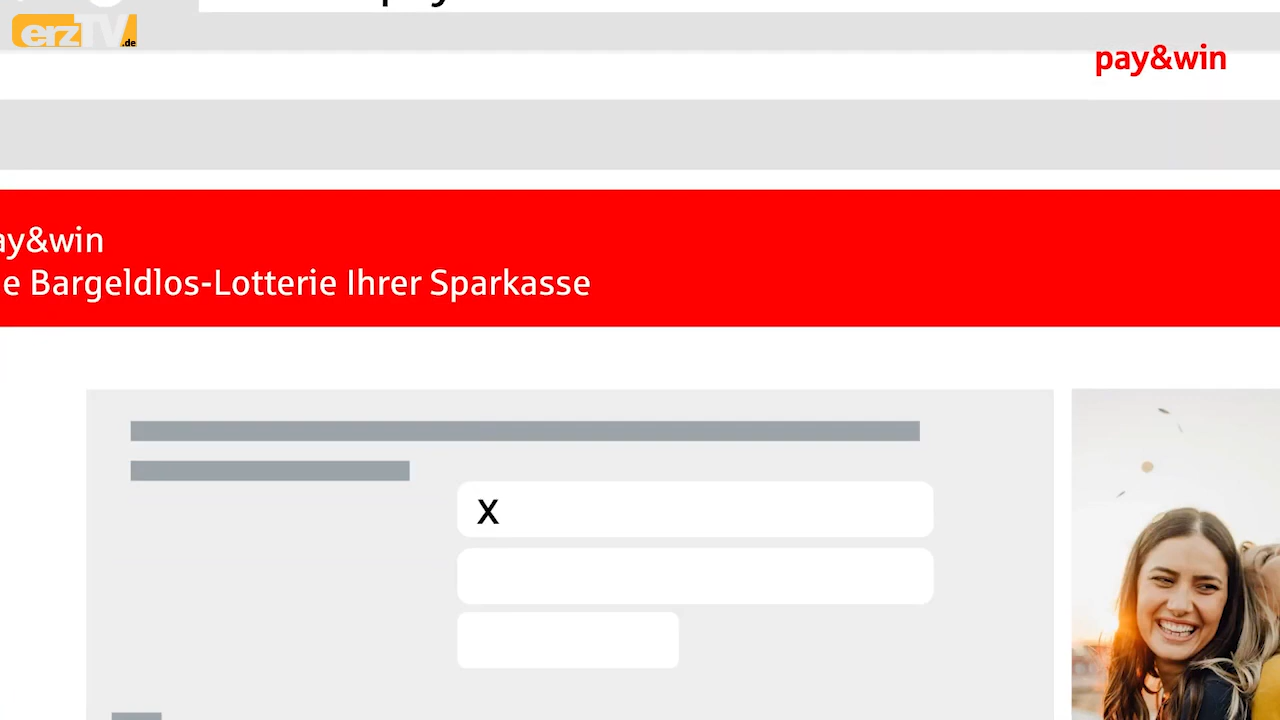 erzTV.de
pay&win
ay&win
e Bargeldlos-Lotterie Ihrer Sparkasse
X